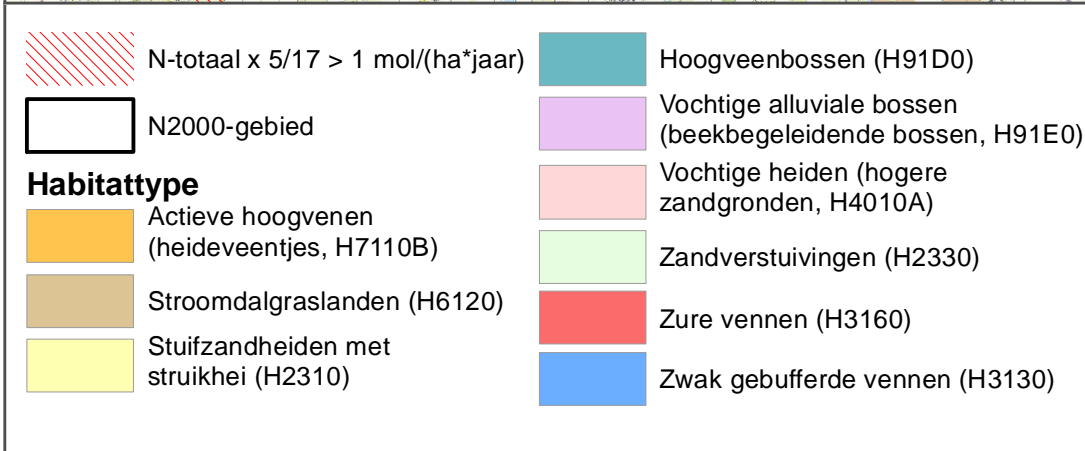 N-totaal x 5/17 > 1 mol/(ha*jaar)
N2000-gebied
Habitattype
Actieve hoogvenen
(heideveentjes, H7110B)
Stroomdalgraslanden (H6120)
Stuifzandheiden met
struikhei (H2310)
Hoogveenbossen (H91D0)
Vochtige alluviale bossen
(beekbegeleidende bossen, H91E0)
Vochtige heiden (hogere
zandgronden, H4010A)
Zandverstuivingen (H2330)
Zure vennen (H3160)
Zwak gebufferde vennen (H3130)